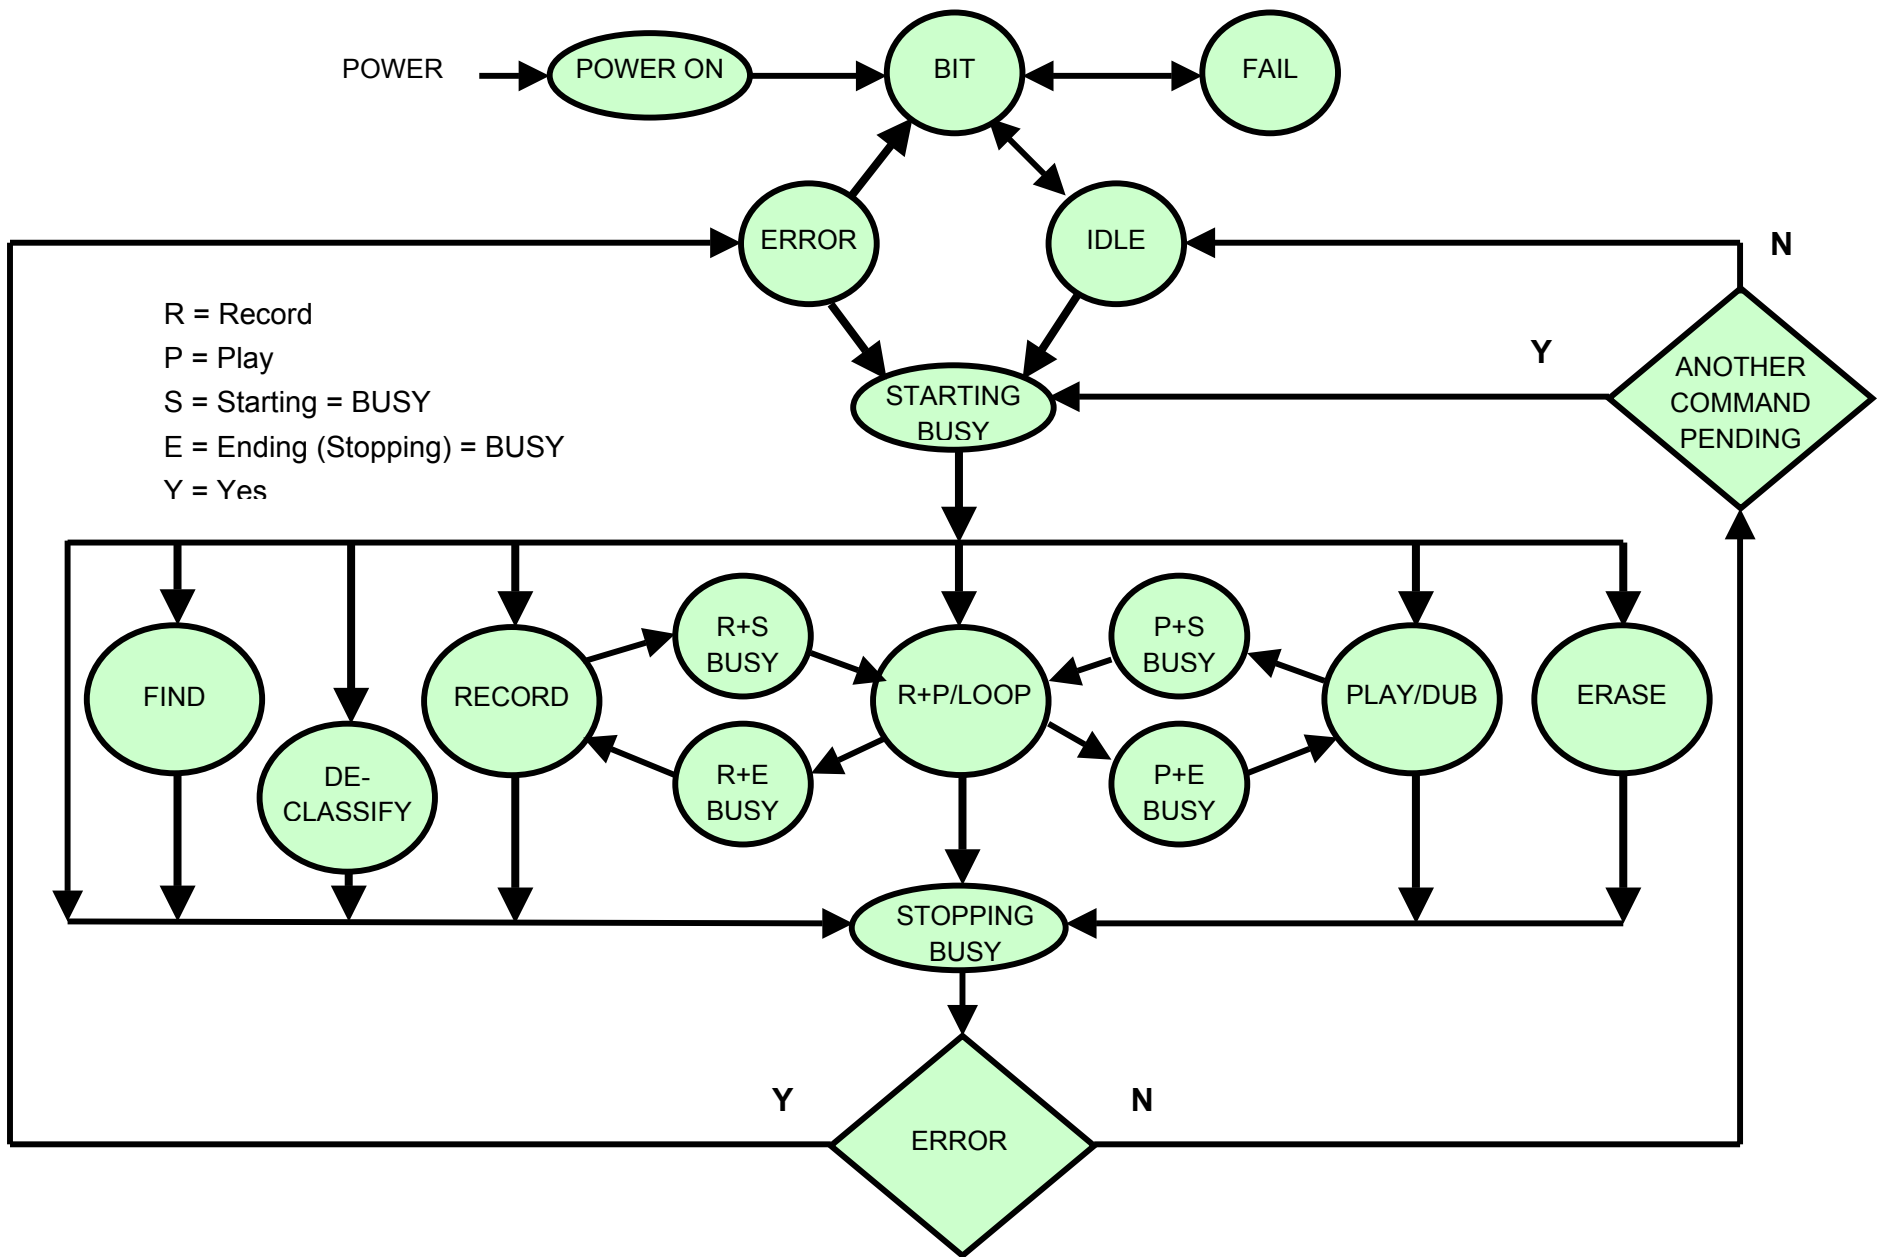 POWER
POWER ON
BIT
FAIL
ERROR
IDLE
N
R = Record
P = Play
S = Starting = BUSY
E = Ending (Stopping) = BUSY
Y = Yes
Y
ANOTHER
COMMAND
PENDING
STARTING
BUSY
FIND
DE-
CLASSIFY
RECORD
R+S
BUSY
R+E
BUSY
R+P/LOOP
P+S
BUSY
P+E
BUSY
PLAY/DUB
ERASE
STOPPING
BUSY
Y
N
ERROR